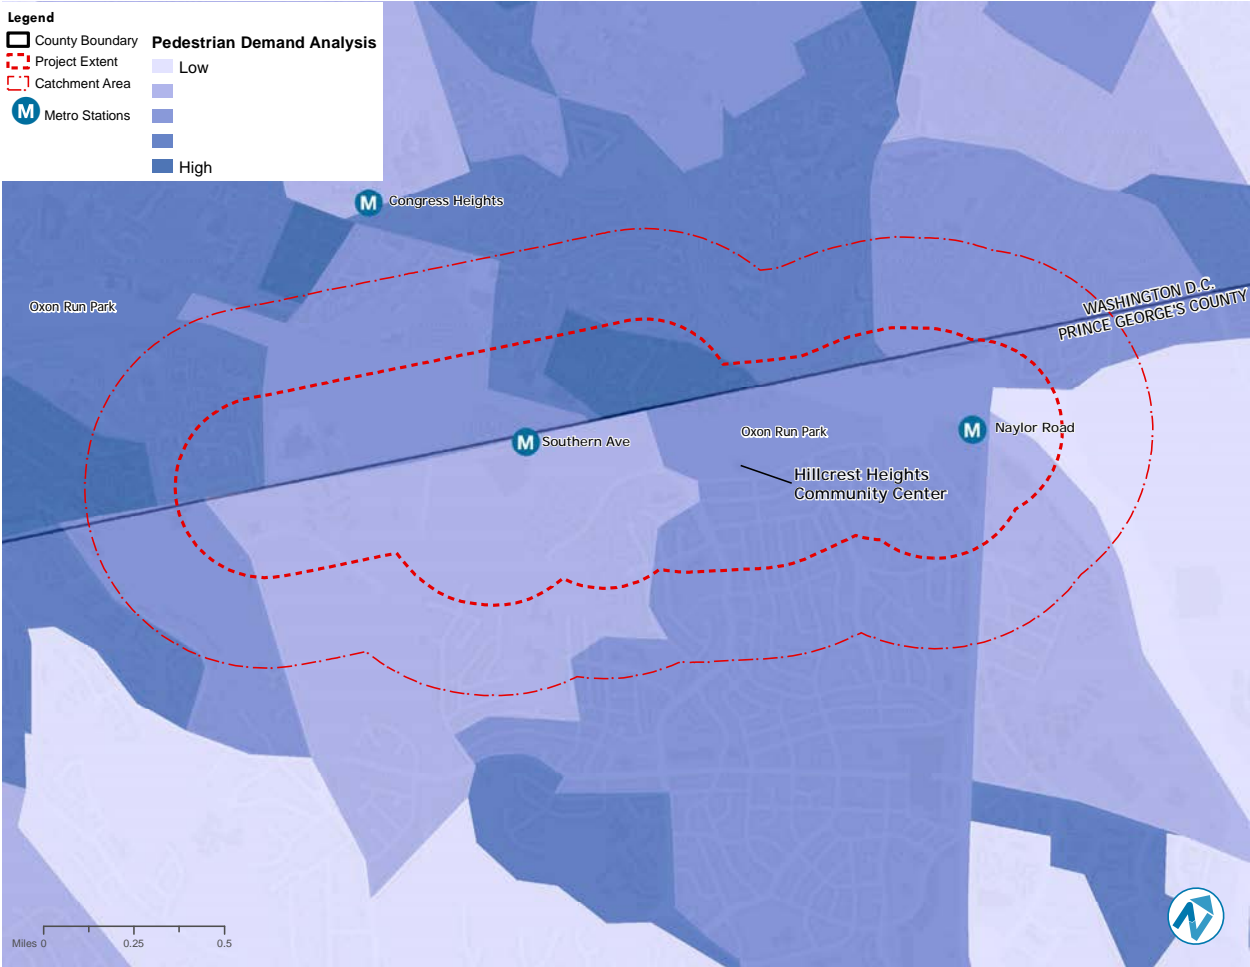 Legend
County Boundary
Project Extent
Catchment Area
M
Metro Stations
Pedestrian Demand Analysis
Low
High
M
Congress Heights
Oxon Run Park
WASHINGTON D.C.
PRINCE GEORGE'S COUNTY
M
Southern Ave
Oxon Run Park
M
Naylor Road
Hillcrest Heights
Community Center
Miles 0
0.25
0.5